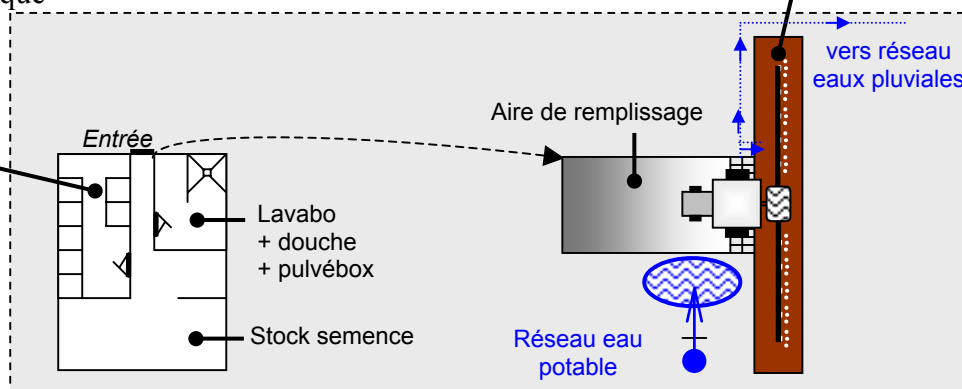 que
vers réseau
eaux pluviales
Aire de remplissage
Entrée
Lavabo
+ douche
+ pulvébox
Stock semence
Réseau eau
potable